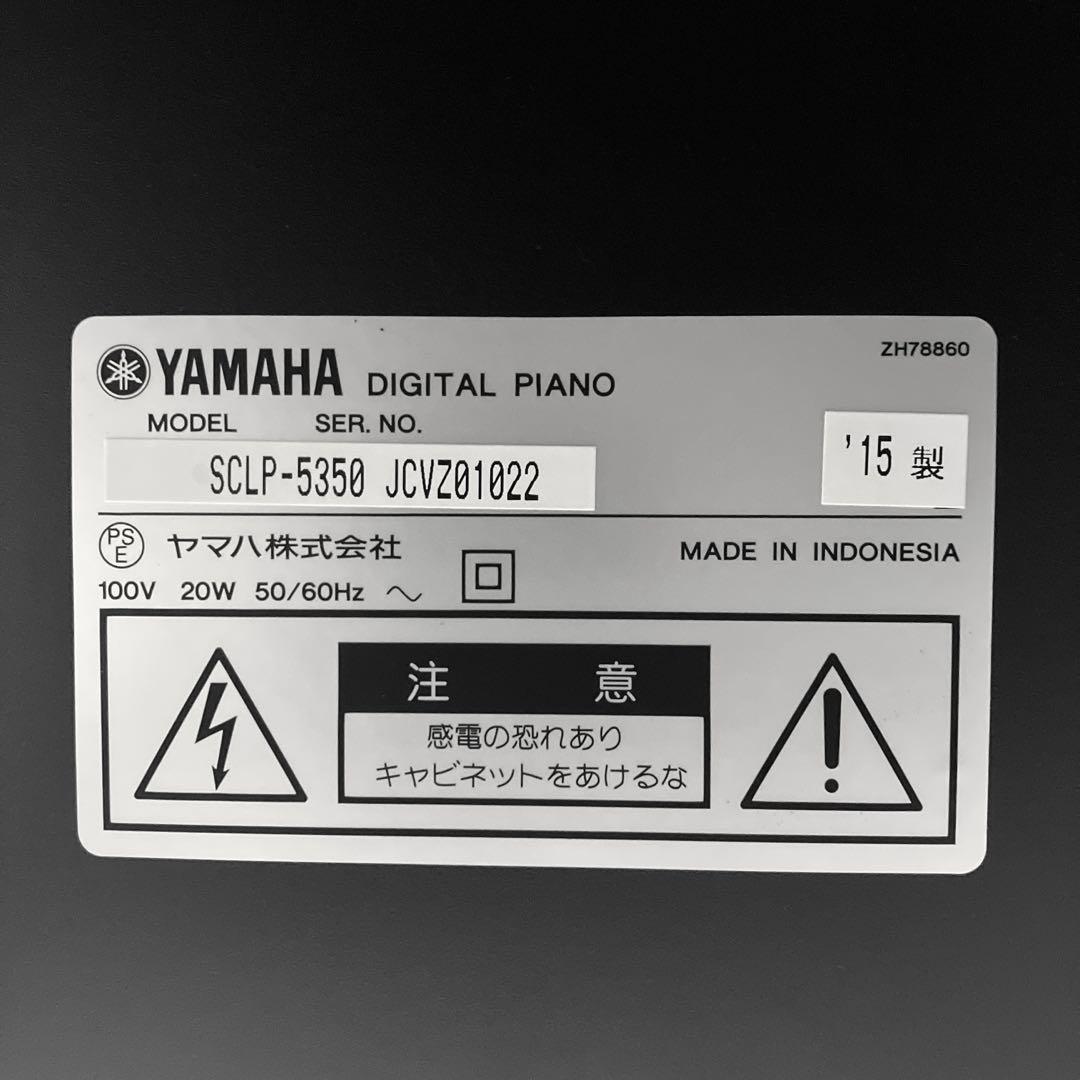 ZH78860
YAMAHA DIGITAL PIANO
MODEL SER. NO.
SCLP-5350 JCVZ01022
'15 製
PS
E
ヤマハ株式会社
MADE IN INDONESIA
100V 20W 50/60Hz ～
注意
感電の恐れあり
キャビネットをあけるな